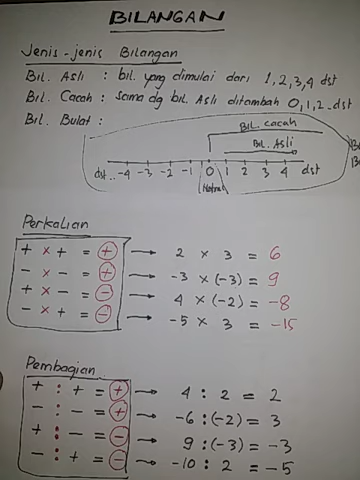 BILANGAN
Jenis-jenis Bilangan
Bil. Asli : bil. yang dimulai dari 1,2,3,4 dst
Bil. Cacah : sama dg bil. Asli ditambah 0,1,2..dst
Bil. Bulat :
Bil. Cacah
Bil. Asli
dst.. -4 -3 -2 -1 0 1 2 3 4 dst
Netral
Perkalian
+ x + = + → 2 x 3 = 6
- x - = + → -3 x (-3) = 9
+ x - = - → 4 x (-2) = -8
- x + = - → -5 x 3 = -15
Pembagian
+ : + = + → 4 : 2 = 2
- : - = + → -6 : (-2) = 3
+ : - = - → 9 : (-3) = -3
- : + = - → -10 : 2 = -5